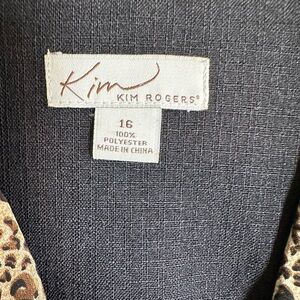 Kim
KIM ROGERS®
16
100%
POLYESTER
MADE IN CHINA